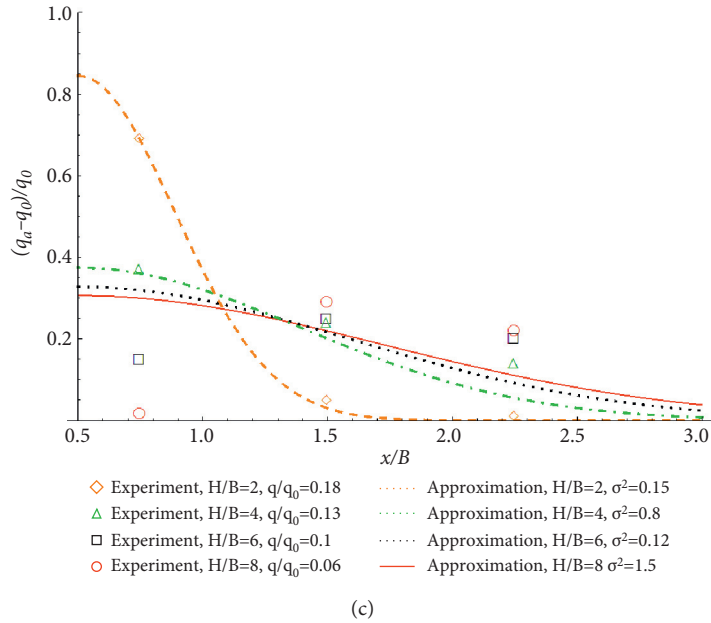 1.0
0.8
0.6
0.4
0.2
(qₐ–q₀)/q₀
0.5 1.0 1.5 2.0 2.5 3.0
x/B
Experiment, H/B=2, q/q₀=0.18
Experiment, H/B=4, q/q₀=0.13
Experiment, H/B=6, q/q₀=0.1
Experiment, H/B=8, q/q₀=0.06
Approximation, H/B=2, σ²=0.15
Approximation, H/B=4, σ²=0.8
Approximation, H/B=6, σ²=0.12
Approximation, H/B=8 σ²=1.5
(c)